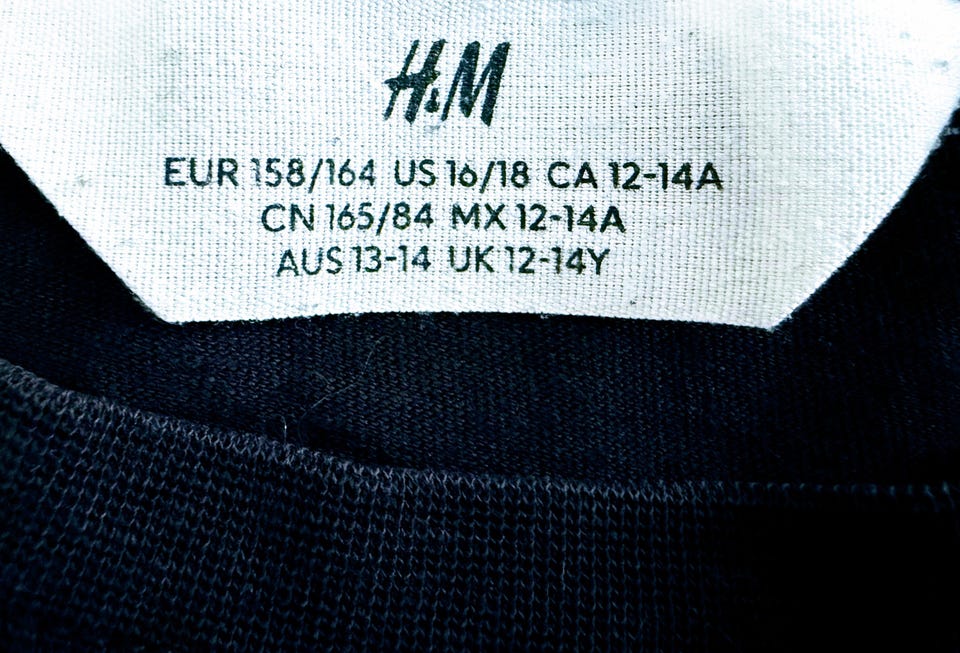 H&M
EUR 158/164 US 16/18 CA 12-14A
CN 165/84 MX 12-14A
AUS 13-14 UK 12-14Y